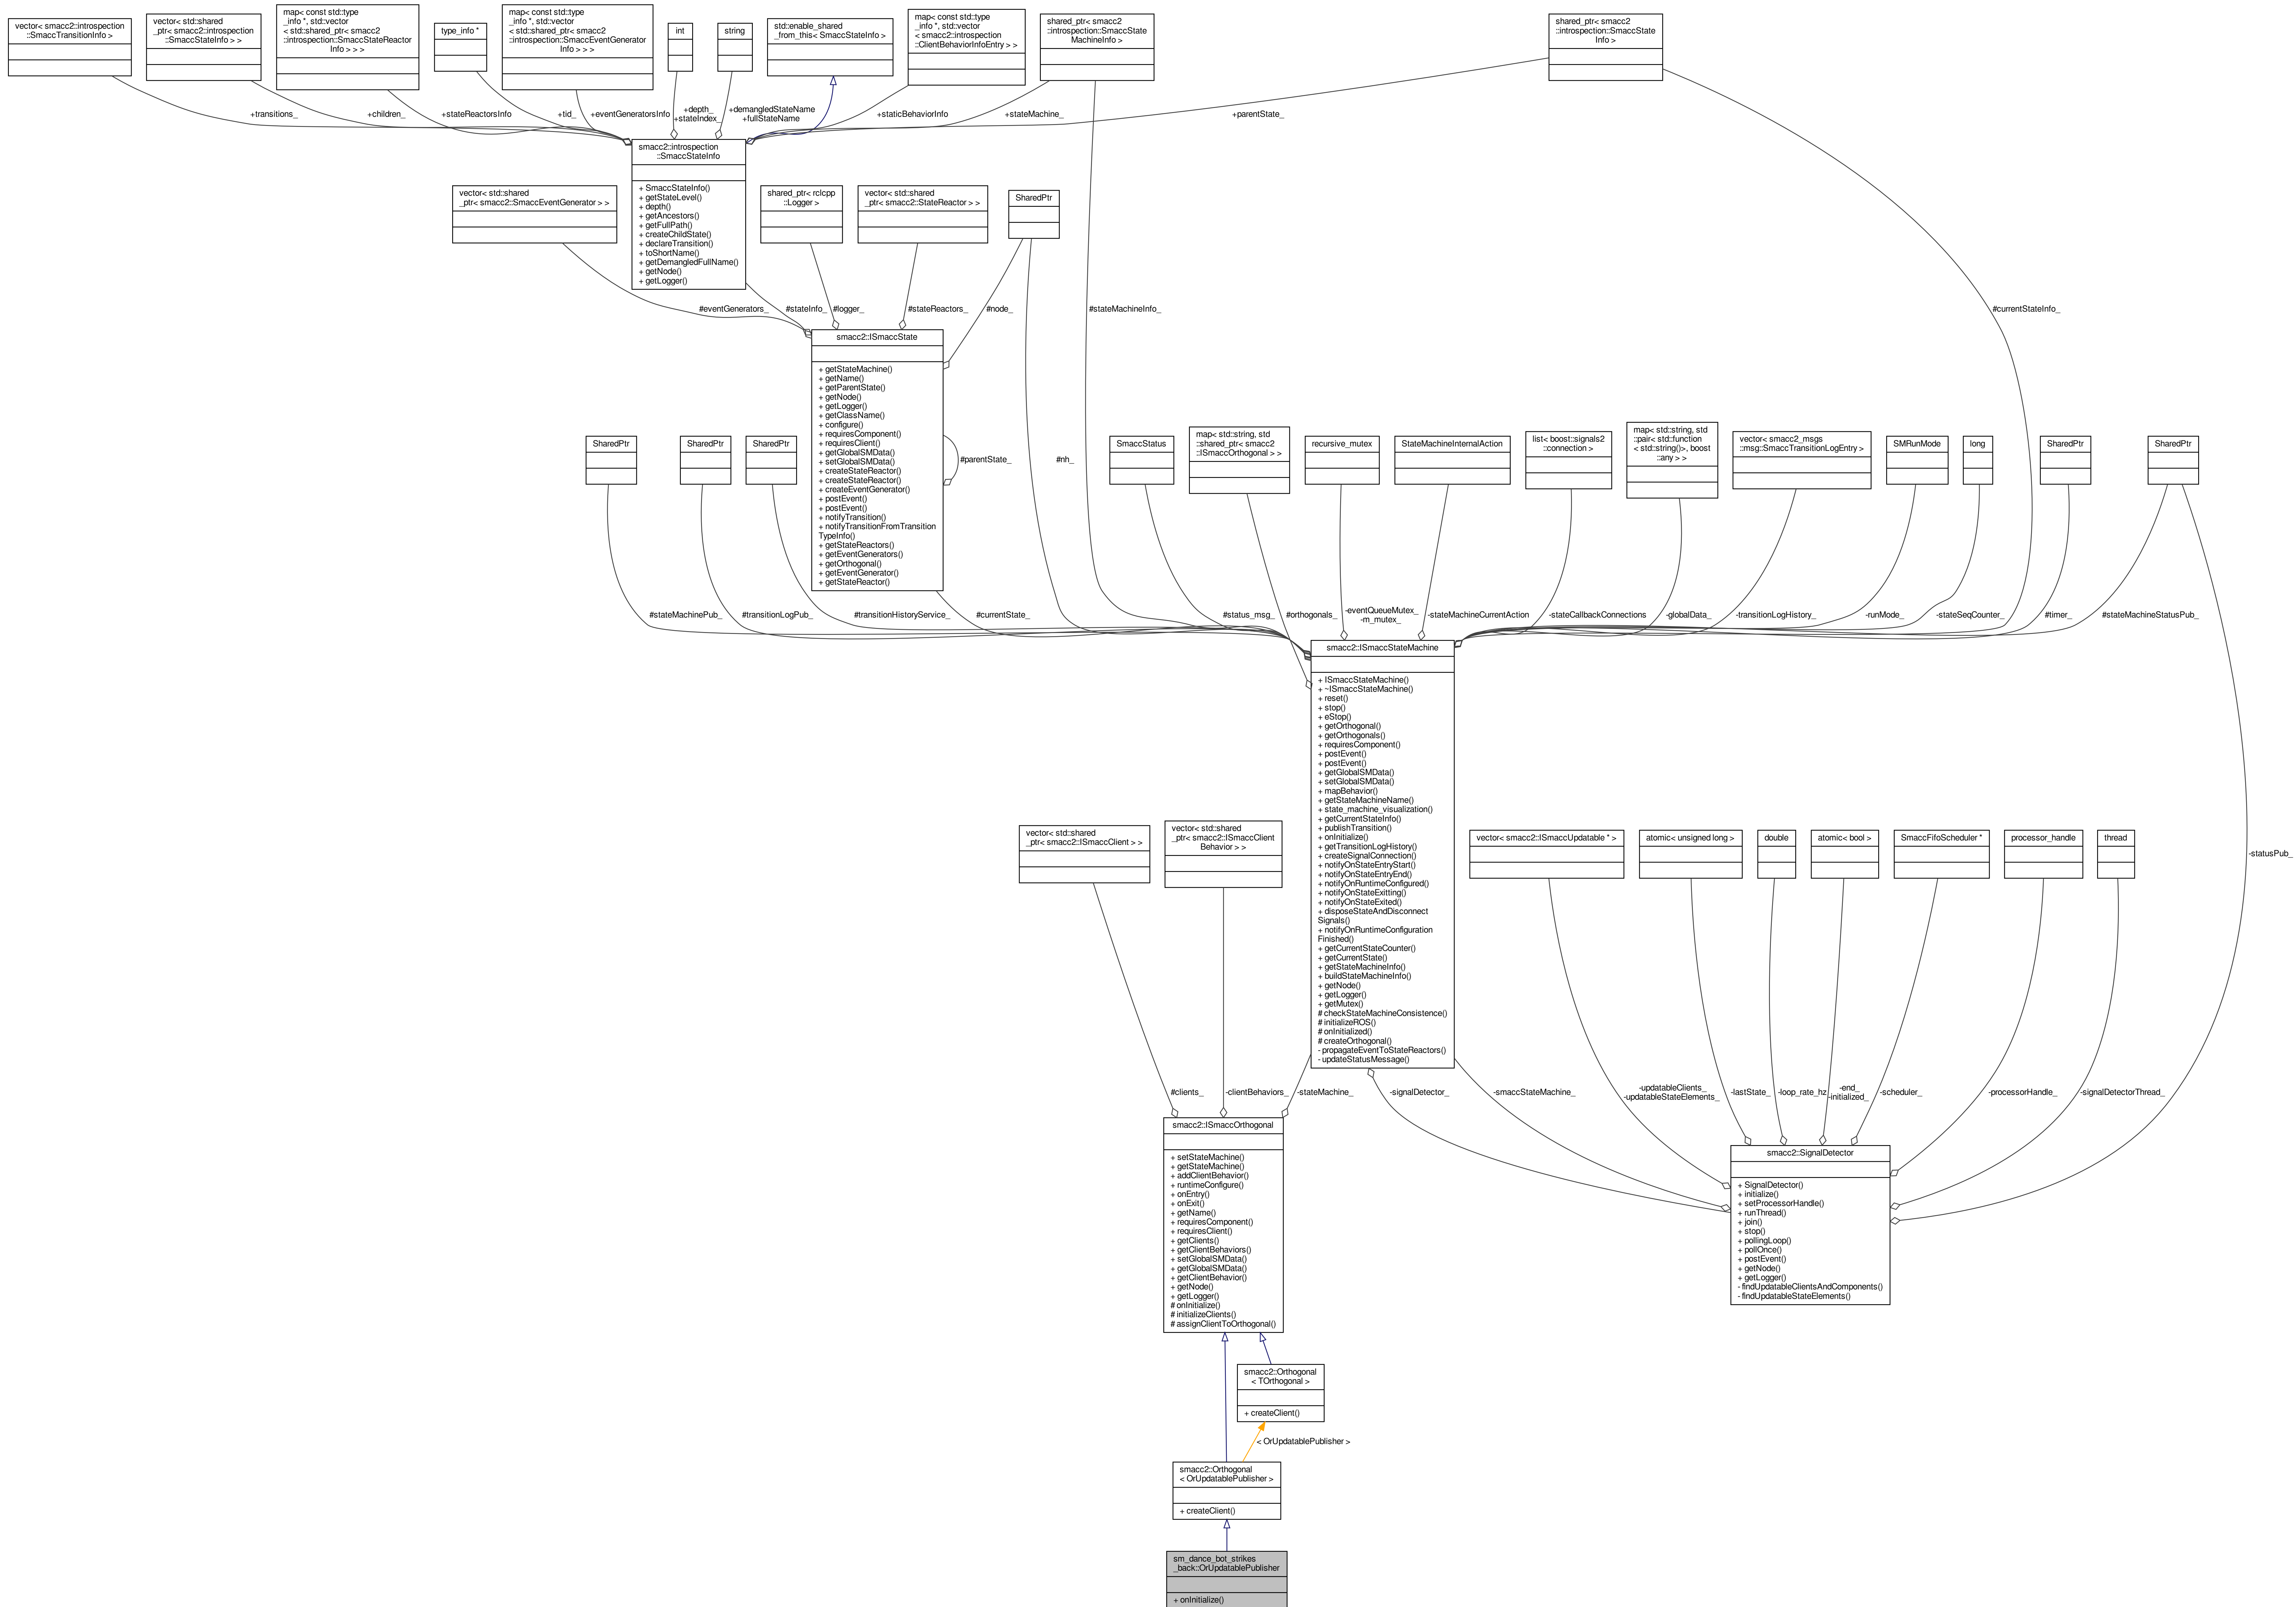 vector< smacc2::introspection
::SmaccTransitionInfo >
vector< std::shared
_ptr< smacc2::introspection
::SmaccStateInfo > >
map< const std::type
_info *, std::vector
< std::shared_ptr< smacc2
::introspection::SmaccStateReactor
Info > > >
type_info *
map< const std::type
_info *, std::vector
< std::shared_ptr< smacc2
::introspection::SmaccEventGenerator
Info > > >
int
string
std::enable_shared
_from_this< SmaccStateInfo >
map< const std::type
_info *, std::vector
< smacc2::introspection
::ClientBehaviorInfoEntry > >
shared_ptr< smacc2
::introspection::SmaccState
MachineInfo >
shared_ptr< smacc2
::introspection::SmaccState
Info >
+transitions_
+children_
+stateReactorsInfo
+tid_
+eventGeneratorsInfo
+depth_
+stateIndex_
+demangledStateName
+fullStateName
+staticBehaviorInfo
+stateMachine_
+parentState_
smacc2::introspection
::SmaccStateInfo
+ SmaccStateInfo()
+ getStateLevel()
+ depth()
+ getAncestors()
+ getFullPath()
+ createChildState()
+ declareTransition()
+ toShortName()
+ getDemangledFullName()
+ getNode()
+ getLogger()
vector< std::shared
_ptr< smacc2::SmaccEventGenerator > >
shared_ptr< rclcpp
::Logger >
vector< std::shared
_ptr< smacc2::StateReactor > >
SharedPtr
#eventGenerators_
#stateInfo_
#logger_
#stateReactors_
#node_
#stateMachineInfo_
#currentStateInfo_
smacc2::ISmaccState
+ getStateMachine()
+ getName()
+ getParentState()
+ getNode()
+ getLogger()
+ getClassName()
+ configure()
+ requiresComponent()
+ requiresClient()
+ getGlobalSMData()
+ setGlobalSMData()
+ createStateReactor()
+ createStateReactor()
+ createEventGenerator()
+ postEvent()
+ postEvent()
+ notifyTransition()
+ notifyTransitionFromTransition
TypeInfo()
+ getStateReactors()
+ getEventGenerators()
+ getOrthogonal()
+ getEventGenerator()
+ getStateReactor()
#parentState_
#nh_
SharedPtr
SharedPtr
SharedPtr
SmaccStatus
map< std::string, std
::shared_ptr< smacc2
::ISmaccOrthogonal > >
recursive_mutex
StateMachineInternalAction
list< boost::signals2
::connection >
map< std::string, std
::pair< std::function
< std::string()>, boost
::any > >
vector< smacc2_msgs
::msg::SmaccTransitionLogEntry >
SMRunMode
long
SharedPtr
SharedPtr
#stateMachinePub_
#transitionLogPub_
#transitionHistoryService_
#currentState_
#status_msg_
#orthogonals_
-eventQueueMutex_
-m_mutex_
-stateMachineCurrentAction
-stateCallbackConnections
-globalData_
-transitionLogHistory_
-runMode_
-stateSeqCounter_
#timer_
#stateMachineStatusPub_
smacc2::ISmaccStateMachine
+ ISmaccStateMachine()
+ ~ISmaccStateMachine()
+ reset()
+ stop()
+ eStop()
+ getOrthogonal()
+ getOrthogonals()
+ requiresComponent()
+ postEvent()
+ postEvent()
+ getGlobalSMData()
+ setGlobalSMData()
+ mapBehavior()
+ getStateMachineName()
+ state_machine_visualization()
+ getCurrentStateInfo()
+ publishTransition()
+ onInitialize()
+ getTransitionLogHistory()
+ createSignalConnection()
+ notifyOnStateEntryStart()
+ notifyOnStateEntryEnd()
+ notifyOnRuntimeConfigured()
+ notifyOnStateExitting()
+ notifyOnStateExited()
+ disposeStateAndDisconnect
Signals()
+ notifyOnRuntimeConfiguration
Finished()
+ getCurrentStateCounter()
+ getCurrentState()
+ getStateMachineInfo()
+ buildStateMachineInfo()
+ getNode()
+ getLogger()
+ getMutex()
# checkStateMachineConsistence()
# initializeROS()
# onInitialized()
# createOrthogonal()
- propagateEventToStateReactors()
- updateStatusMessage()
vector< std::shared
_ptr< smacc2::ISmaccClient > >
vector< std::shared
_ptr< smacc2::ISmaccClient
Behavior > >
vector< smacc2::ISmaccUpdatable * >
atomic< unsigned long >
double
atomic< bool >
SmaccFifoScheduler *
processor_handle
thread
-statusPub_
#clients_
-clientBehaviors_
-stateMachine_
-signalDetector_
-smaccStateMachine_
-updatableClients_
-updatableStateElements_
-lastState_
-loop_rate_hz
-end_
-initialized_
-scheduler_
-processorHandle_
-signalDetectorThread_
smacc2::ISmaccOrthogonal
+ setStateMachine()
+ getStateMachine()
+ addClientBehavior()
+ runtimeConfigure()
+ onEntry()
+ onExit()
+ getName()
+ requiresComponent()
+ requiresClient()
+ getClients()
+ getClientBehaviors()
+ setGlobalSMData()
+ getGlobalSMData()
+ getClientBehavior()
+ getNode()
+ getLogger()
# onInitialize()
# initializeClients()
# assignClientToOrthogonal()
smacc2::SignalDetector
+ SignalDetector()
+ initialize()
+ setProcessorHandle()
+ runThread()
+ join()
+ stop()
+ pollingLoop()
+ pollOnce()
+ postEvent()
+ getNode()
+ getLogger()
- findUpdatableClientsAndComponents()
- findUpdatableStateElements()
smacc2::Orthogonal
< TOrthogonal >
+ createClient()
< OrUpdatablePublisher >
smacc2::Orthogonal
< OrUpdatablePublisher >
+ createClient()
sm_dance_bot_strikes
_back::OrUpdatablePublisher
+ onInitialize()